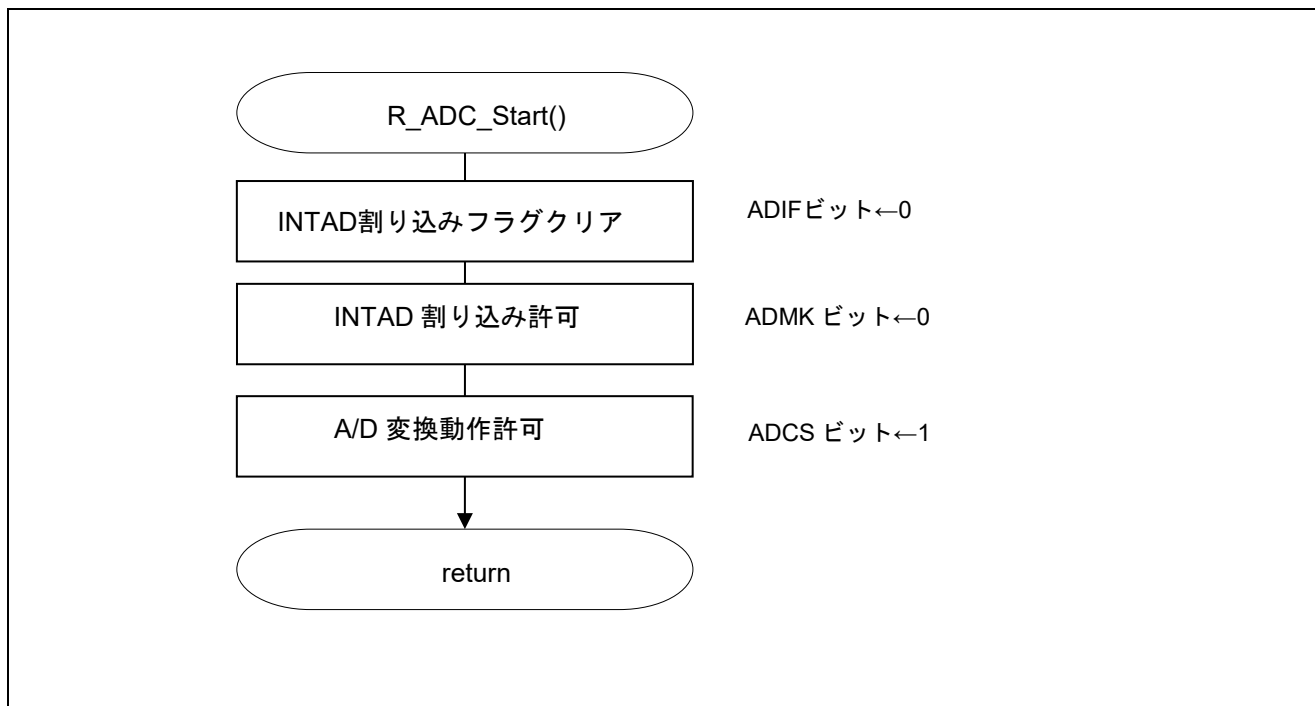 R_ADC_Start()
INTAD割り込みフラグクリア
ADIFビット←0
INTAD 割り込み許可
ADMK ビット←0
A/D 変換動作許可
ADCS ビット←1
return